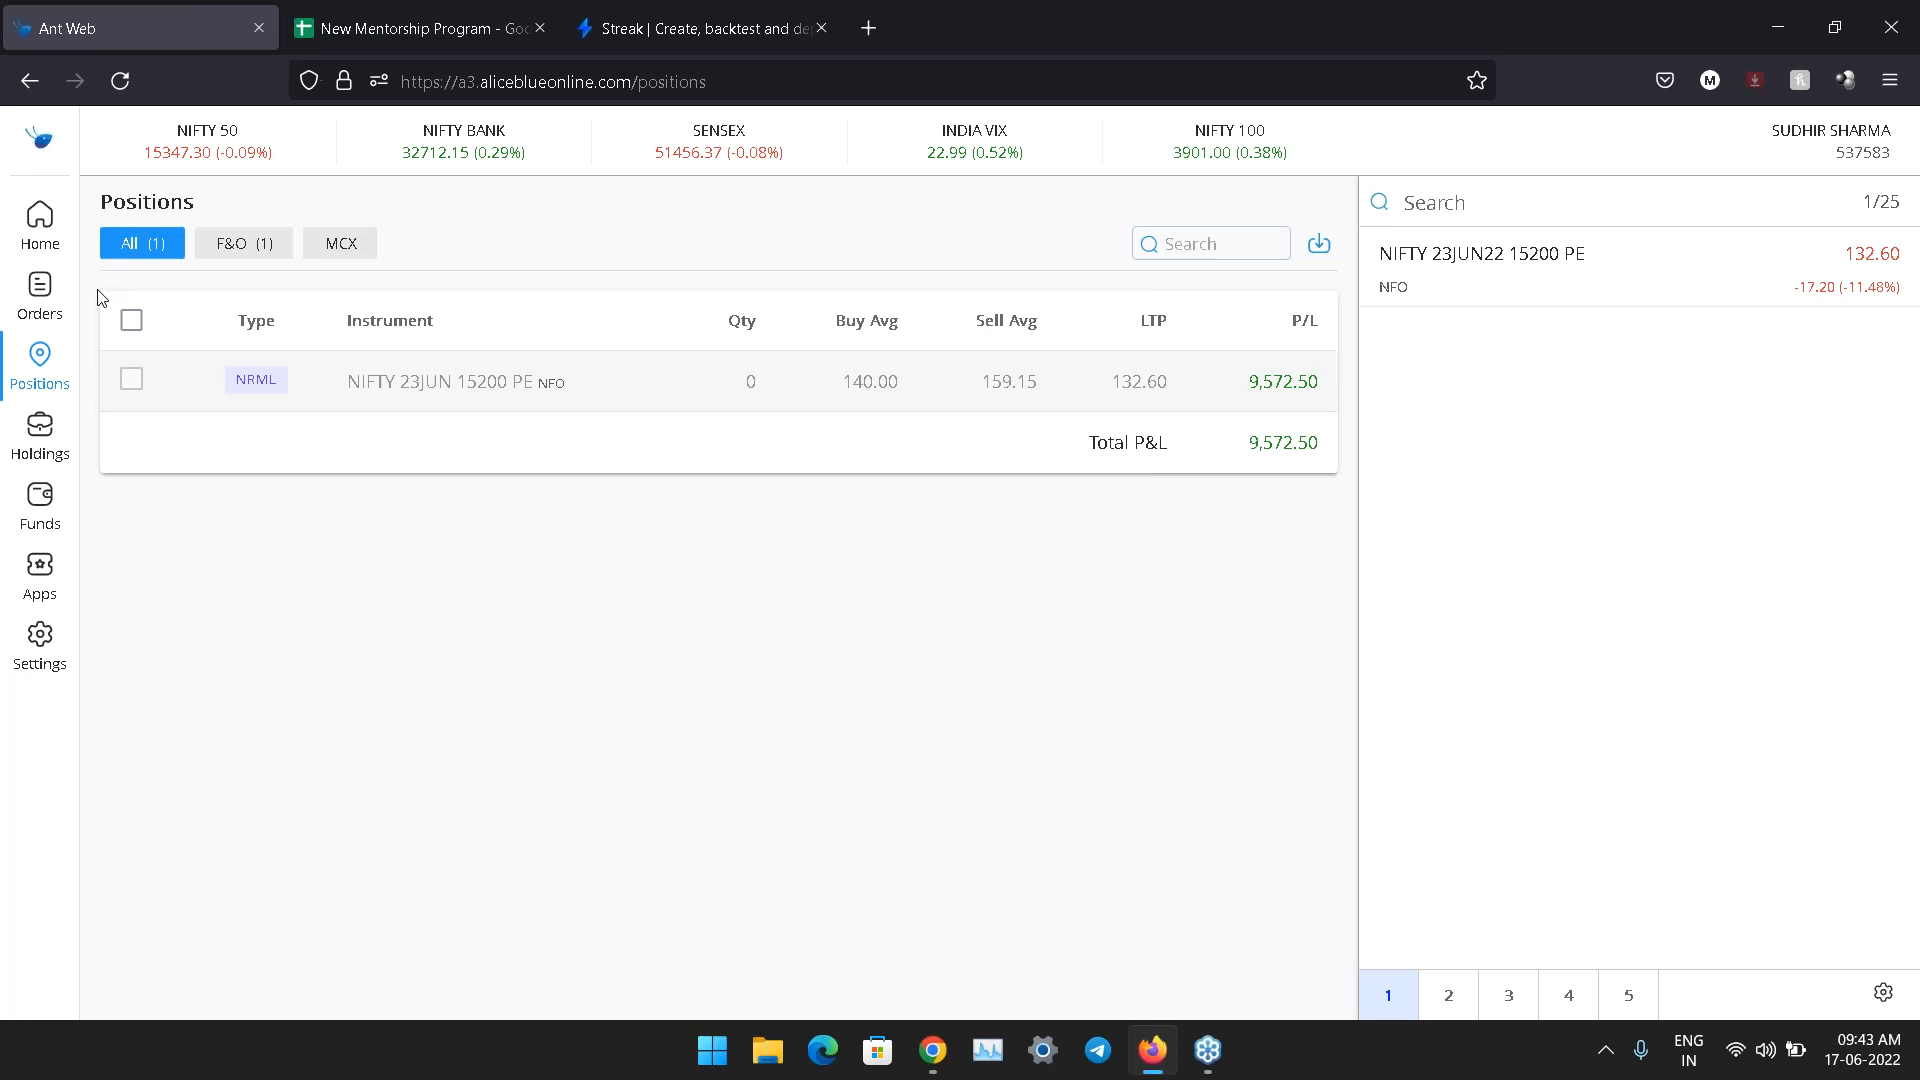 Ant Web
New Mentorship Program - Goo
Streak | Create, backtest and de
https://a3.aliceblueonline.com/positions
NIFTY 50
15347.30 (-0.09%)
NIFTY BANK
32712.15 (0.29%)
SENSEX
51456.37 (-0.08%)
INDIA VIX
22.99 (0.52%)
NIFTY 100
3901.00 (0.38%)
SUDHIR SHARMA
537583
Home
Orders
Positions
Holdings
Funds
Apps
Settings
Positions
All (1)
F&O (1)
MCX
Search
Type Instrument Qty Buy Avg Sell Avg LTP P/L
NRML NIFTY 23JUN 15200 PE NFO 0 140.00 159.15 132.60 9,572.50
Total P&L 9,572.50
Search 1/25
NIFTY 23JUN22 15200 PE 132.60
NFO -17.20 (-11.48%)
1 2 3 4 5
ENG
IN
09:43 AM
17-06-2022